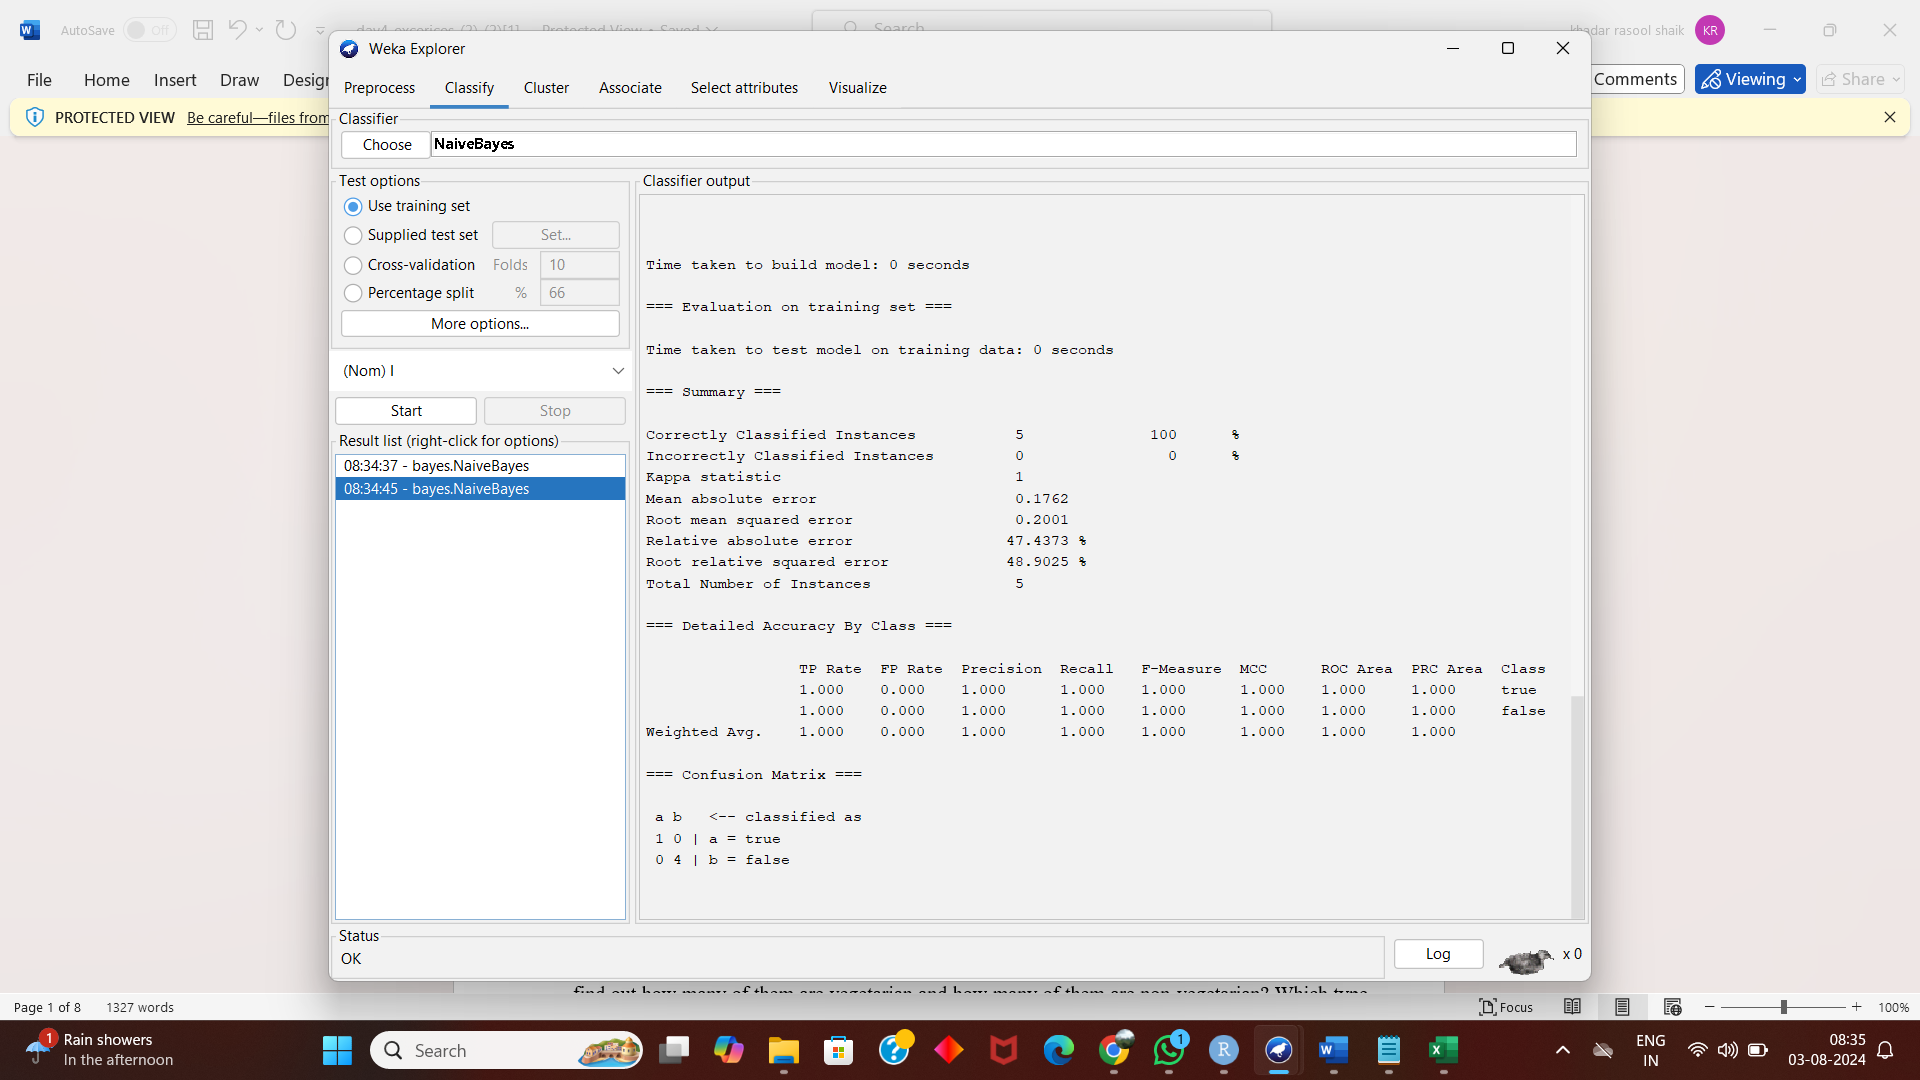 AutoSave Off
Search
khadar rasool shaik KR
Weka Explorer
File Home Insert Draw Design
Comments Viewing Share
PROTECTED VIEW Be careful—files from
Preprocess Classify Cluster Associate Select attributes Visualize
Classifier
Choose NaiveBayes
Test options
Use training set
Supplied test set Set...
Cross-validation Folds 10
Percentage split % 66
More options...
(Nom) I
Start Stop
Result list (right-click for options)
08:34:37 - bayes.NaiveBayes
08:34:45 - bayes.NaiveBayes
Classifier output
Time taken to build model: 0 seconds
=== Evaluation on training set ===
Time taken to test model on training data: 0 seconds
=== Summary ===
Correctly Classified Instances 5 100 %
Incorrectly Classified Instances 0 0 %
Kappa statistic 1
Mean absolute error 0.1762
Root mean squared error 0.2001
Relative absolute error 47.4373 %
Root relative squared error 48.9025 %
Total Number of Instances 5
=== Detailed Accuracy By Class ===
TP Rate FP Rate Precision Recall F-Measure MCC ROC Area PRC Area Class
1.000 0.000 1.000 1.000 1.000 1.000 1.000 1.000 true
1.000 0.000 1.000 1.000 1.000 1.000 1.000 1.000 false
Weighted Avg. 1.000 0.000 1.000 1.000 1.000 1.000 1.000 1.000
=== Confusion Matrix ===
a b <-- classified as
1 0 | a = true
0 4 | b = false
Status
OK
Log x 0
find out how many of them are vegetarian and how many of them are non-vegetarian? Which type
Page 1 of 8 1327 words
Focus 100%
1 Rain showers
In the afternoon
Search
1
ENG
IN
08:35
03-08-2024